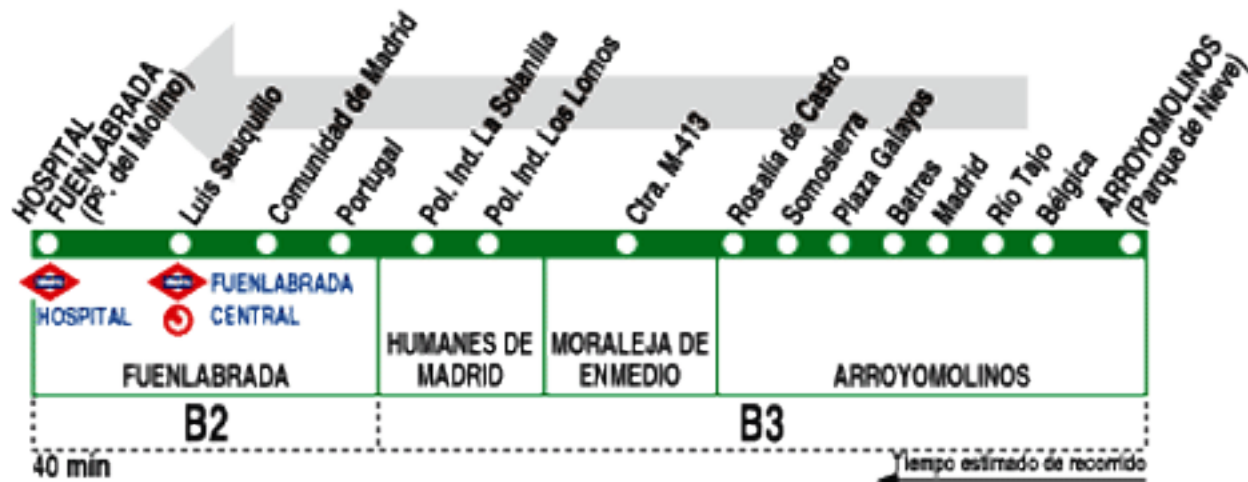 HOSPITAL
FUENLABRADA
(Pº. del Molino)
Luis Sauquillo
Comunidad de Madrid
Portugal
Pol. Ind. La Solanilla
Pol. Ind. Los Lomos
Ctra. M-413
Rosalía de Castro
Somosierra
Plaza Galayos
Batres
Madrid
Río Tajo
Bélgica
ARROYOMOLINOS
(Parque de Nieve)
HOSPITAL
FUENLABRADA
CENTRAL
FUENLABRADA
HUMANES DE
MADRID
MORALEJA DE
ENMEDIO
ARROYOMOLINOS
B2
B3
40 min
Tiempo estimado de recorrido